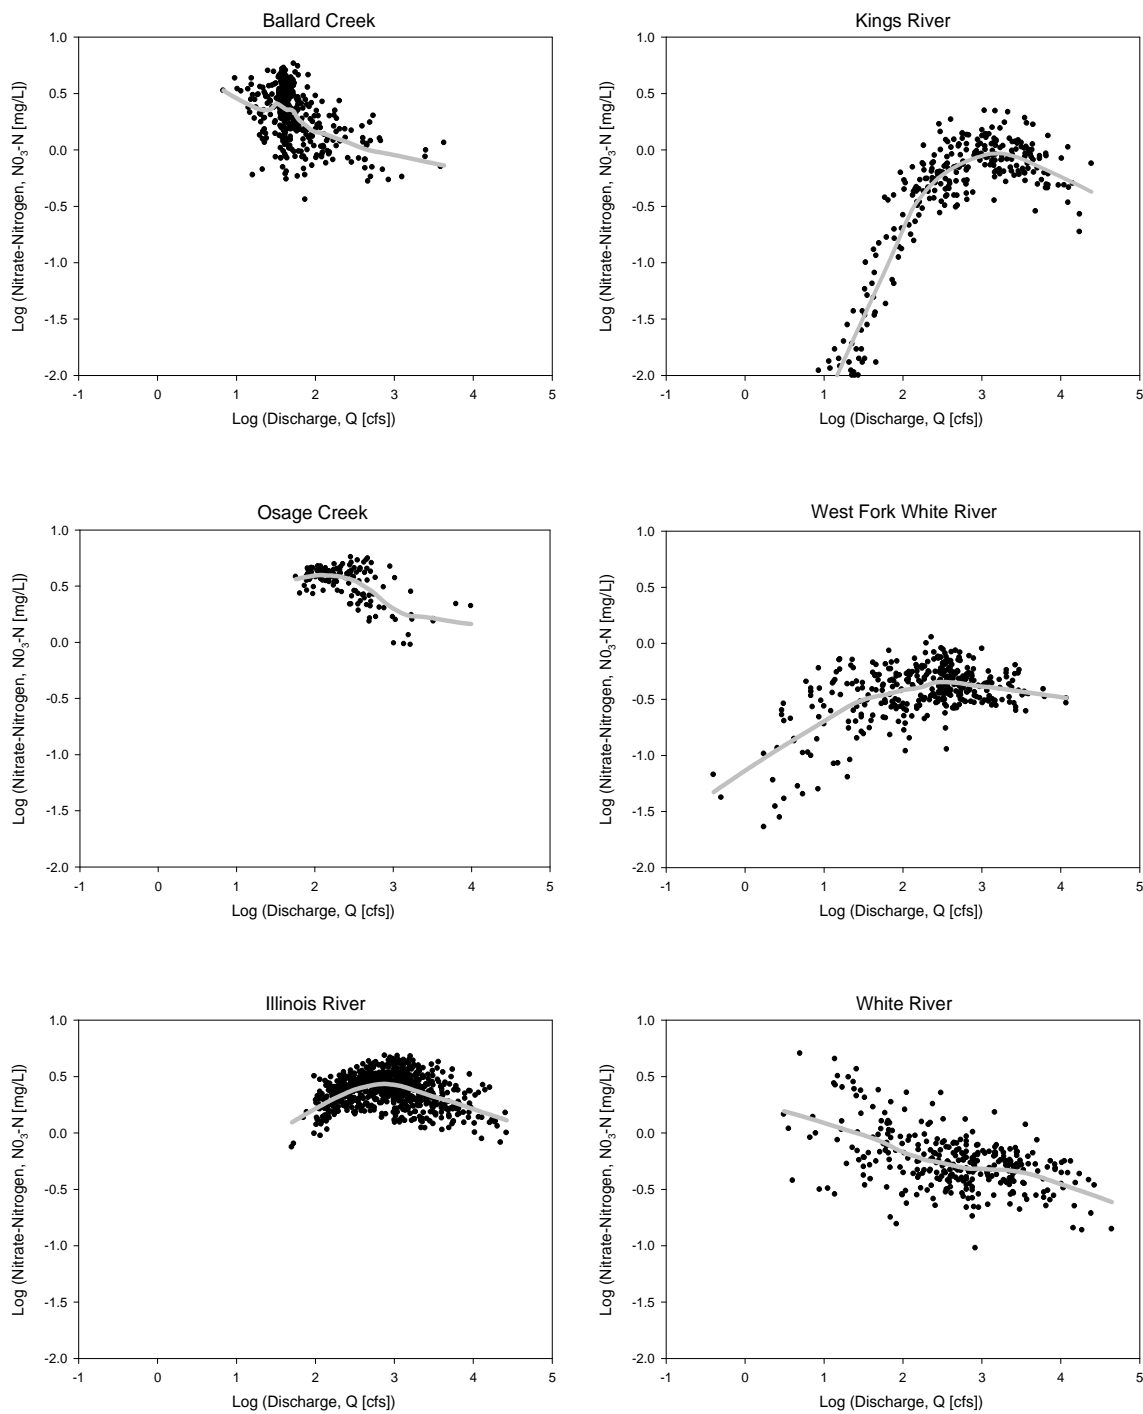 Ballard Creek
Log (Nitrate-Nitrogen, N0₃-N [mg/L])
1.0
0.5
0.0
-0.5
-1.0
-1.5
-2.0
-1 0 1 2 3 4 5
Log (Discharge, Q [cfs])
Kings River
Log (Nitrate-Nitrogen, N0₃-N [mg/L])
1.0
0.5
0.0
-0.5
-1.0
-1.5
-2.0
-1 0 1 2 3 4 5
Log (Discharge, Q [cfs])
Osage Creek
Log (Nitrate-Nitrogen, N0₃-N [mg/L])
1.0
0.5
0.0
-0.5
-1.0
-1.5
-2.0
-1 0 1 2 3 4 5
Log (Discharge, Q [cfs])
West Fork White River
Log (Nitrate-Nitrogen, N0₃-N [mg/L])
1.0
0.5
0.0
-0.5
-1.0
-1.5
-2.0
-1 0 1 2 3 4 5
Log (Discharge, Q [cfs])
Illinois River
Log (Nitrate-Nitrogen, N0₃-N [mg/L])
1.0
0.5
0.0
-0.5
-1.0
-1.5
-2.0
-1 0 1 2 3 4 5
Log (Discharge, Q [cfs])
White River
Log (Nitrate-Nitrogen, N0₃-N [mg/L])
1.0
0.5
0.0
-0.5
-1.0
-1.5
-2.0
-1 0 1 2 3 4 5
Log (Discharge, Q [cfs])